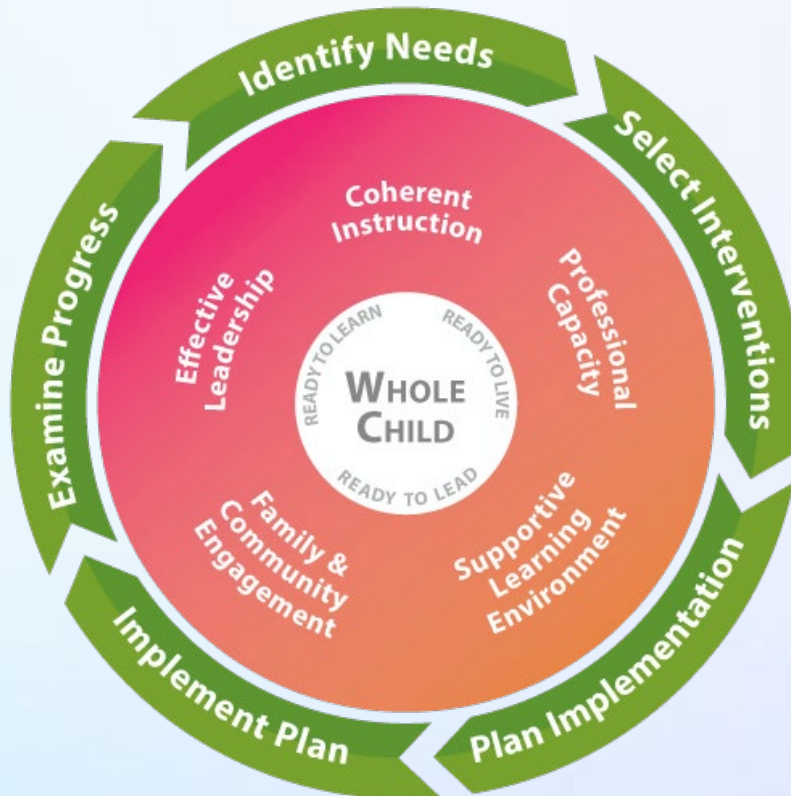 Identify Needs
Select Interventions
Plan Implementation
Implement Plan
Examine Progress
Coherent
Instruction
Professional
Capacity
Supportive
Learning
Environment
Family &
Community
Engagement
Effective
Leadership
READY TO LEARN
READY TO LIVE
READY TO LEAD
WHOLE
CHILD